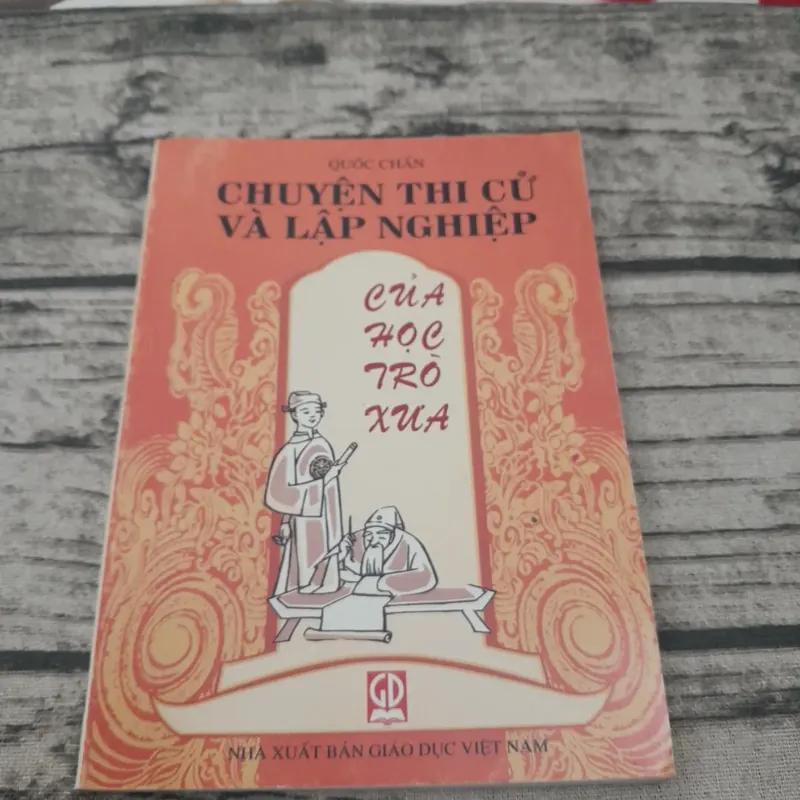 QUỐC CHẤN
CHUYỆN THI CỬ
VÀ LẬP NGHIỆP
CỦA
HỌC
TRÒ
XƯA
GD
NHÀ XUẤT BẢN GIÁO DỤC VIỆT NAM